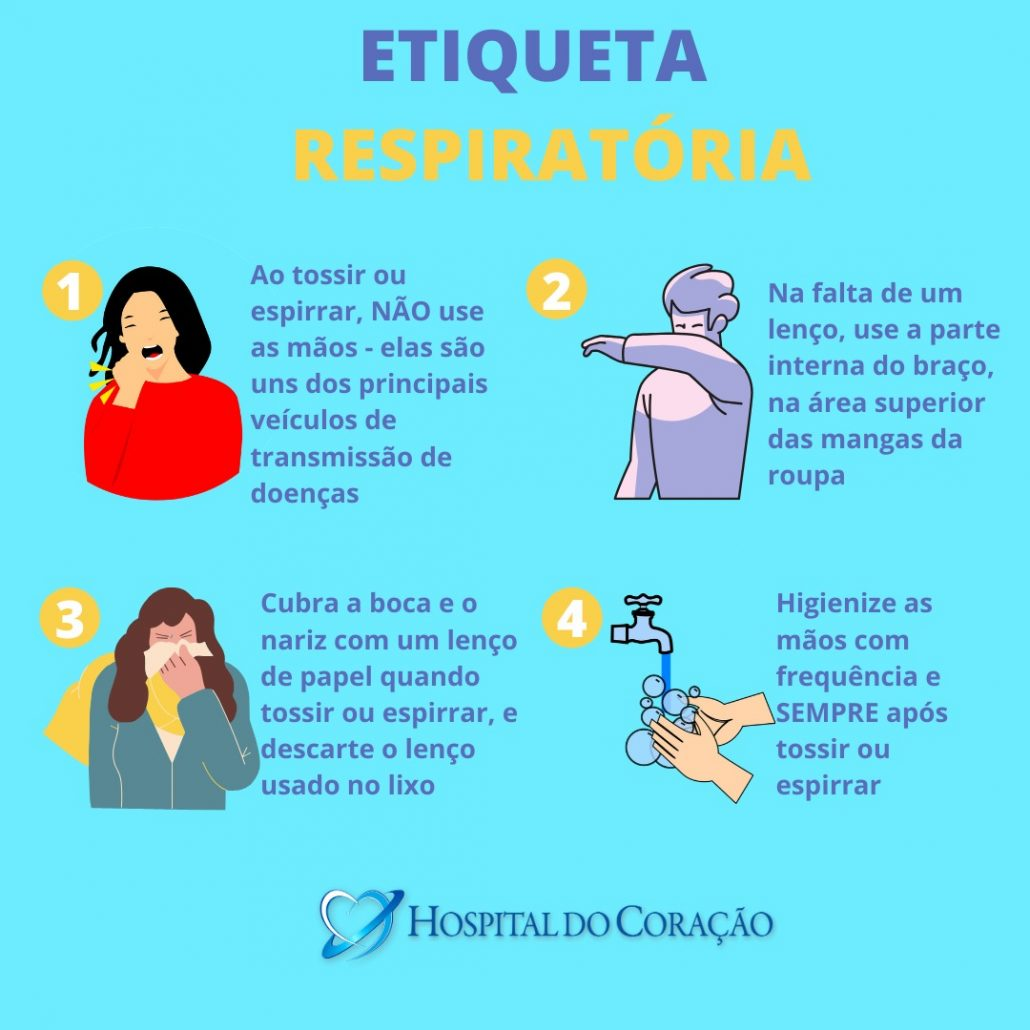 ETIQUETA
RESPIRATÓRIA
1
Ao tossir ou
espirrar, NÃO use
as mãos - elas são
uns dos principais
veículos de
transmissão de
doenças
2
Na falta de um
lenço, use a parte
interna do braço,
na área superior
das mangas da
roupa
3
Cubra a boca e o
nariz com um lenço
de papel quando
tossir ou espirrar, e
descarte o lenço
usado no lixo
4
Higienize as
mãos com
frequência e
SEMPRE após
tossir ou
espirrar
HOSPITAL DO CORAÇÃO